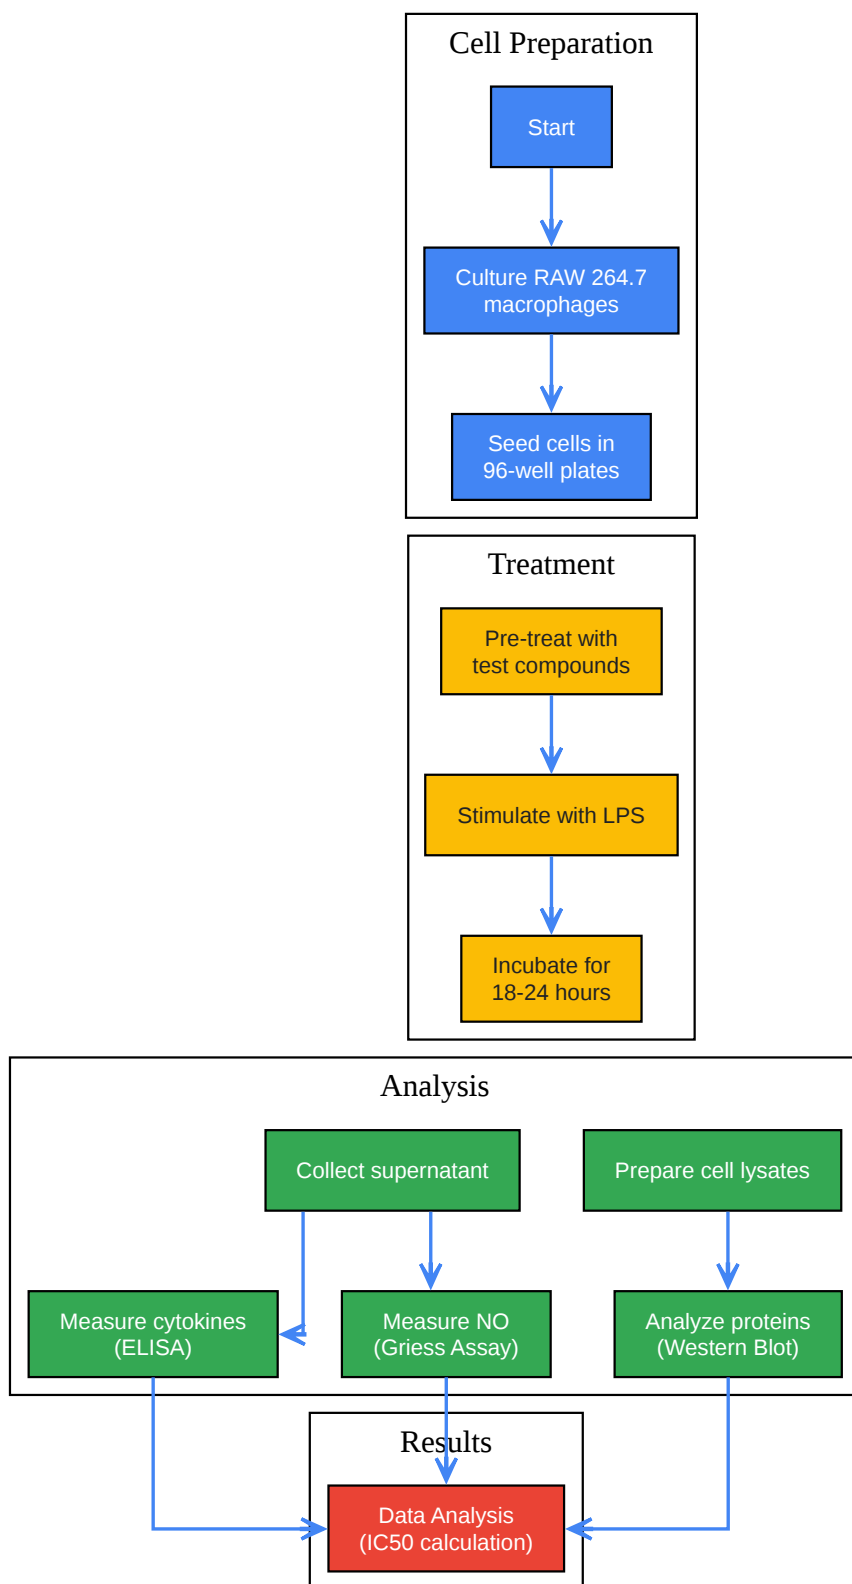 Cell Preparation
Start
Culture RAW 264.7
macrophages
Seed cells in
96-well plates
Treatment
Pre-treat with
test compounds
Stimulate with LPS
Incubate for
18-24 hours
Analysis
Collect supernatant
Prepare cell lysates
Measure cytokines
(ELISA)
Measure NO
(Griess Assay)
Analyze proteins
(Western Blot)
Results
Data Analysis
(IC50 calculation)